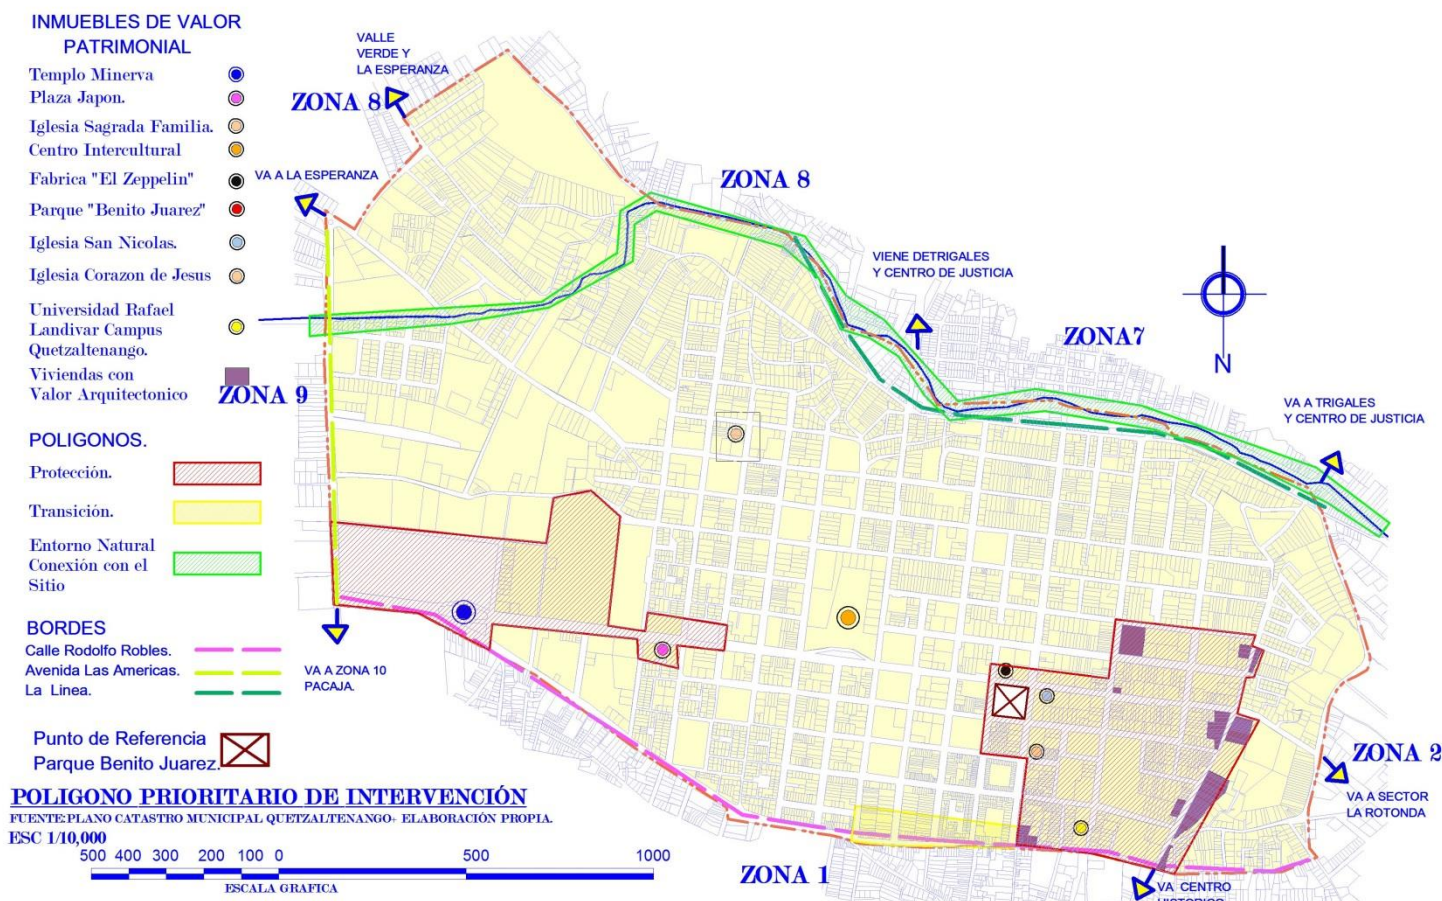 INMUEBLES DE VALOR
PATRIMONIAL
Templo Minerva
Plaza Japon.
Iglesia Sagrada Familia.
Centro Intercultural
Fabrica "El Zeppelin"
Parque "Benito Juarez"
Iglesia San Nicolas.
Iglesia Corazon de Jesus
Universidad Rafael
Landivar Campus
Quetzaltenango.
Viviendas con
Valor Arquitectonico
POLIGONOS.
Protección.
Transición.
Entorno Natural
Conexión con el
Sitio
BORDES
Calle Rodolfo Robles.
Avenida Las Americas.
La Linea.
Punto de Referencia
Parque Benito Juarez.
POLIGONO PRIORITARIO DE INTERVENCIÓN
FUENTE:PLANO CATASTRO MUNICIPAL QUETZALTENANGO+ ELABORACIÓN PROPIA.
ESC 1/10,000
500 400 300 200 100 0 500 1000
ESCALA GRAFICA
VALLE
VERDE Y
LA ESPERANZA
ZONA 8
VA A LA ESPERANZA
ZONA 8
VIENE DETRIGALES
Y CENTRO DE JUSTICIA
ZONA7
N
VA A TRIGALES
Y CENTRO DE JUSTICIA
ZONA 9
VA A ZONA 10
PACAJA.
ZONA 2
VA A SECTOR
LA ROTONDA
ZONA 1
VA CENTRO
HISTORICO